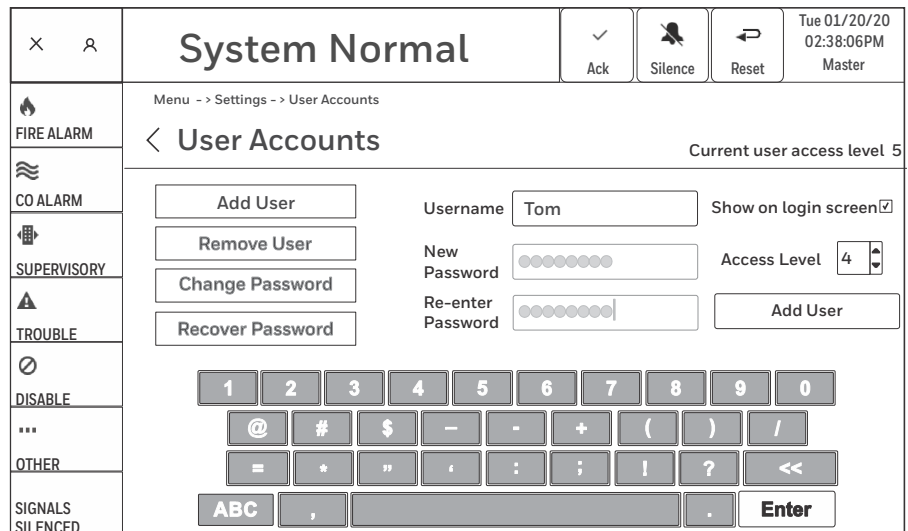 System Normal
Ack
Silence
Reset
Tue 01/20/20
02:38:06PM
Master
FIRE ALARM
CO ALARM
SUPERVISORY
TROUBLE
DISABLE
OTHER
SIGNALS
SILENCED
Menu -> Settings -> User Accounts
< User Accounts
Current user access level 5
Add User
Remove User
Change Password
Recover Password
Username Tom
New
Password
Re-enter
Password
Show on login screen
Access Level 4
Add User
1 2 3 4 5 6 7 8 9 0
@ # $ – - + ( ) /
= * " ‘ : ; ! ? <<
ABC , . Enter